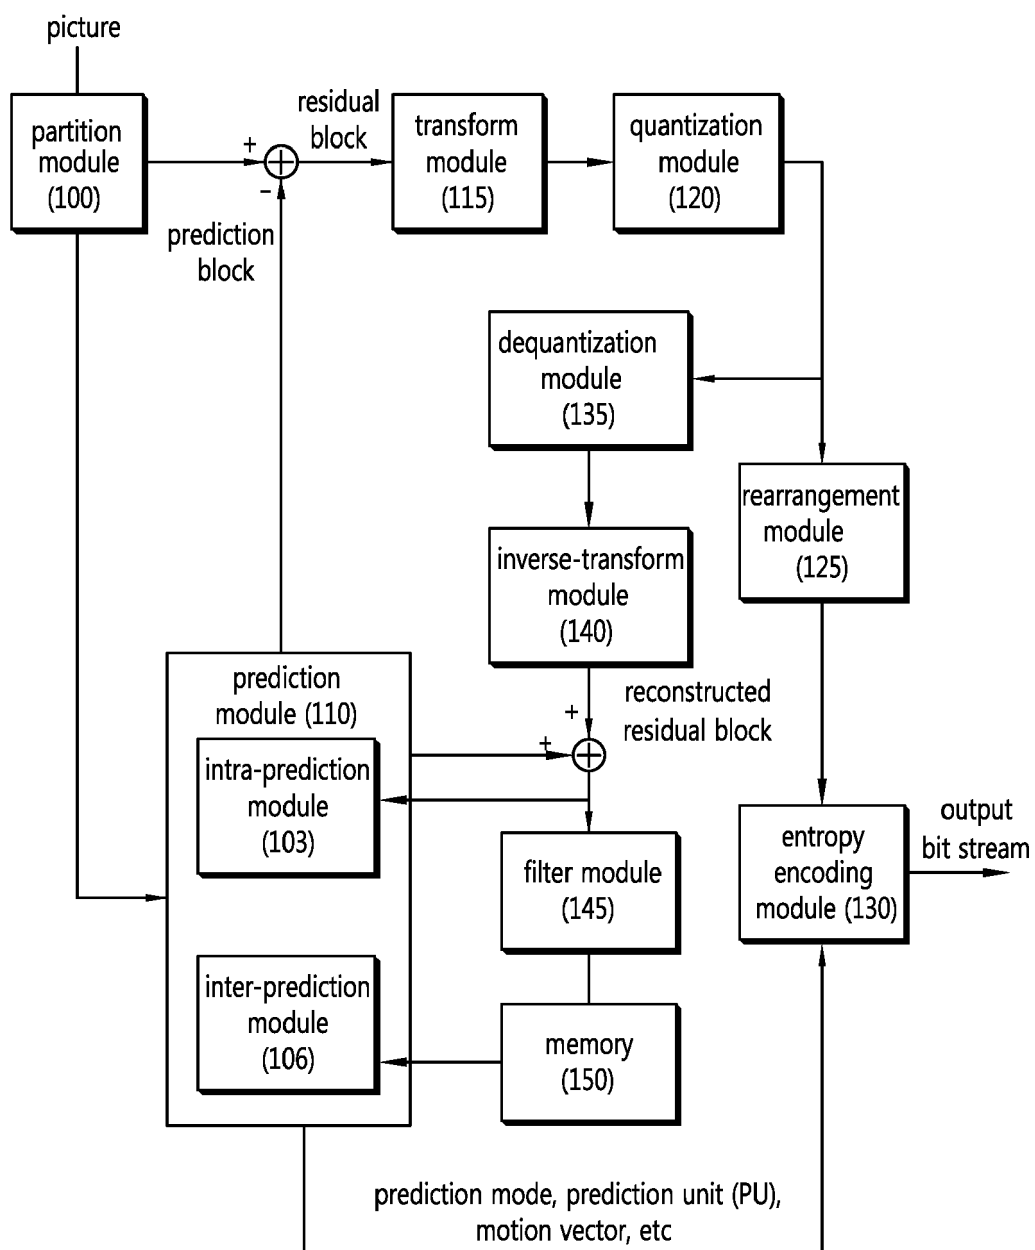 picture
partition
module
(100)
+
-
residual
block
transform
module
(115)
quantization
module
(120)
prediction
block
dequantization
module
(135)
rearrangement
module
(125)
inverse-transform
module
(140)
prediction
module (110)
+
+
reconstructed
residual block
intra-prediction
module
(103)
filter module
(145)
entropy
encoding
module (130)
output
bit stream
inter-prediction
module
(106)
memory
(150)
prediction mode, prediction unit (PU),
motion vector, etc